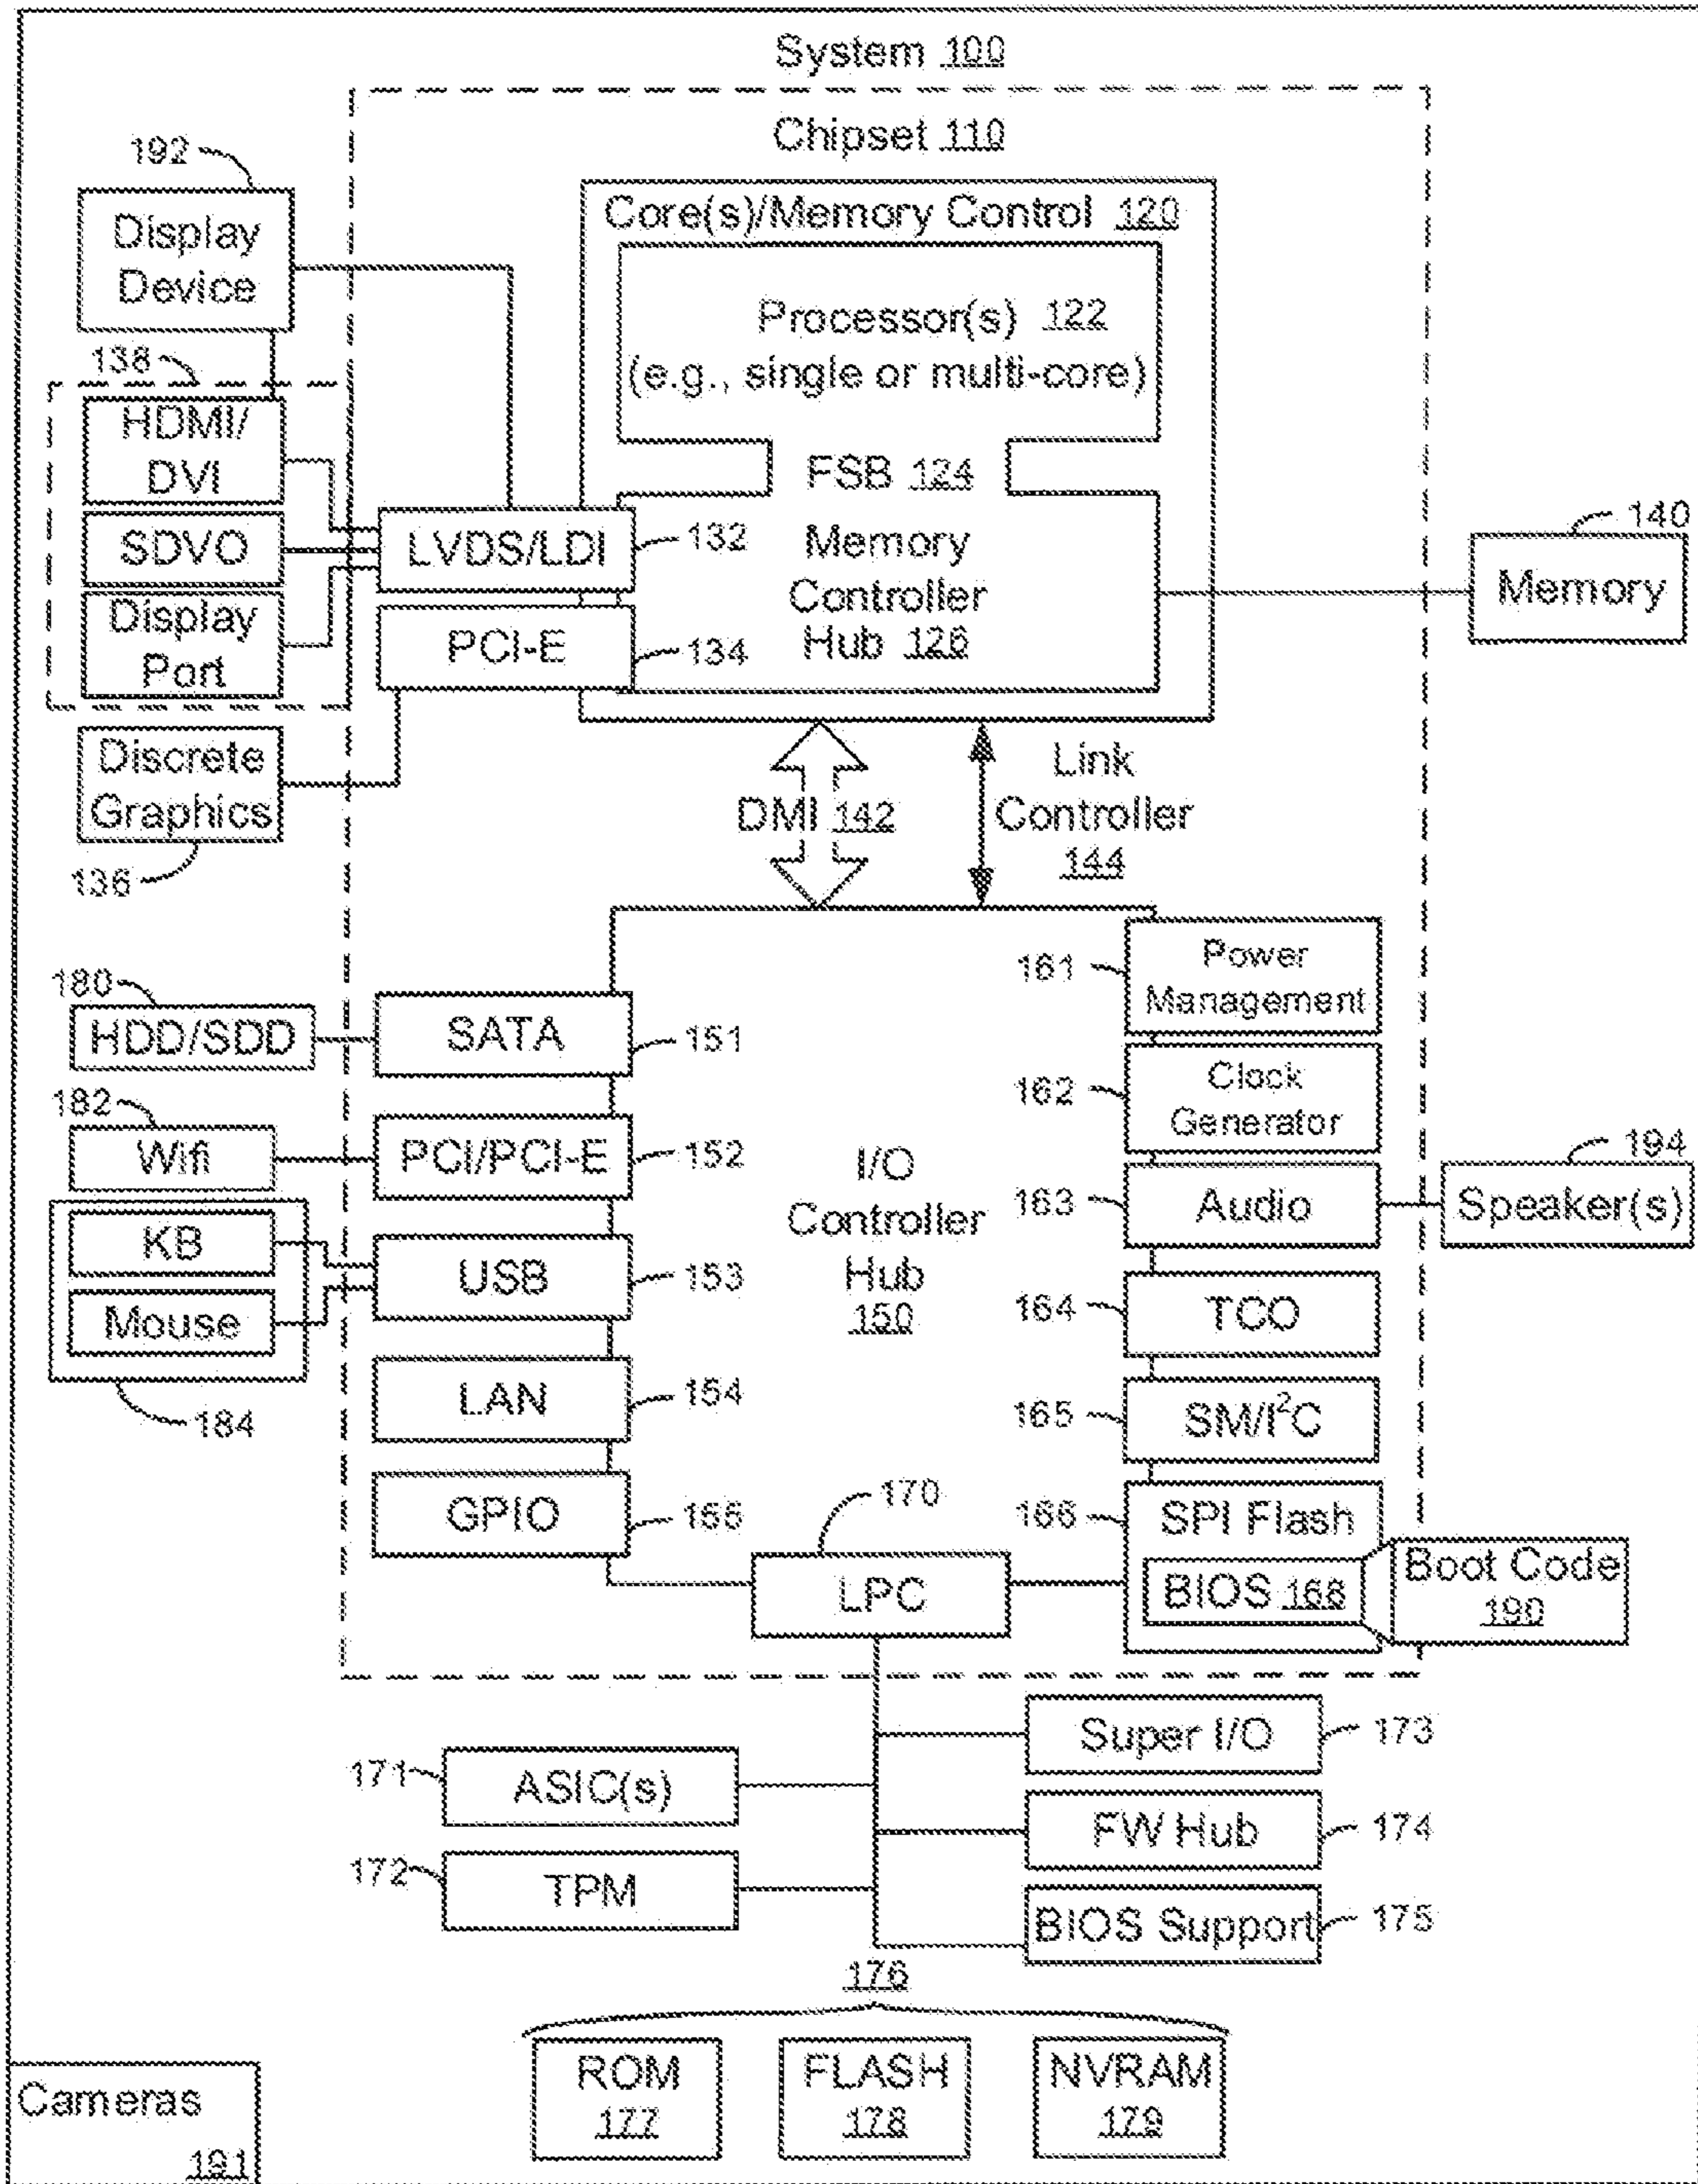 System 100
Chipset 110
192
Display
Device
Core(s)/Memory Control 120
Processor(s) 122
(e.g., single or multi-core)
138
HDMI/
DVI
SDVO
Display
Port
FSB 124
LVDS/LDI
132
PCI-E
134
Memory
Controller
Hub 126
140
Memory
Discrete
Graphics
136
DMI 142
Link
Controller
144
180
HDD/SDD
182
Wifi
KB
Mouse
184
SATA
151
PCI/PCI-E
152
USB
153
LAN
154
GPIO
155
I/O
Controller
Hub
150
161
Power
Management
162
Clock
Generator
163
Audio
194
Speaker(s)
164
TCO
165
SM/I²C
166
SPI Flash
BIOS 168
Boot Code
190
170
LPC
171
ASIC(s)
172
TPM
Super I/O
173
FW Hub
174
BIOS Support
175
176
ROM
177
FLASH
178
NVRAM
179
Cameras
191